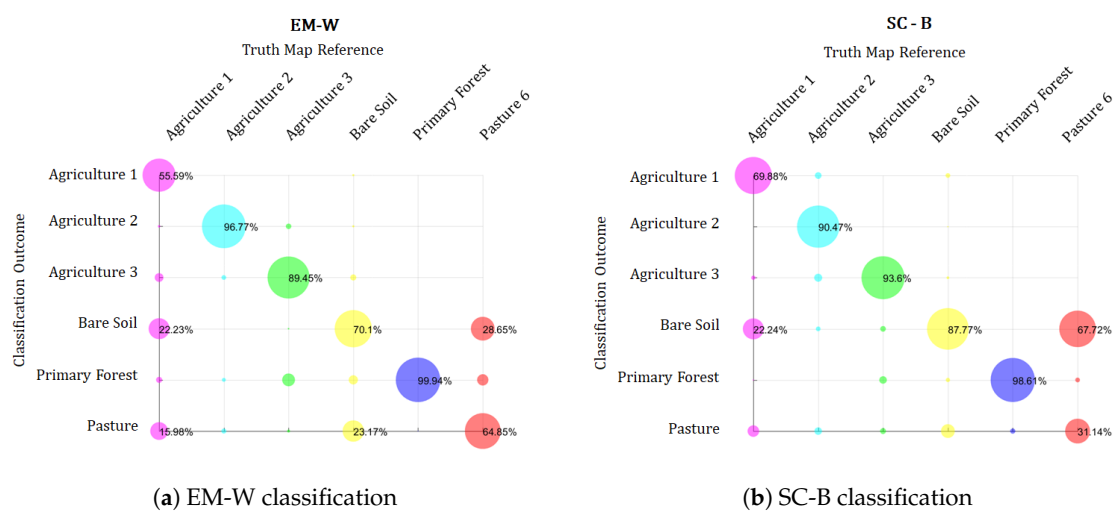 EM-W
Truth Map Reference
Agriculture 1
Agriculture 2
Agriculture 3
Bare Soil
Primary Forest
Pasture 6
Classification Outcome
Agriculture 1
55.59%
Agriculture 2
96.77%
Agriculture 3
89.45%
Bare Soil
22.23%
70.1%
28.65%
Primary Forest
99.94%
Pasture
15.98%
23.17%
64.85%
(a) EM-W classification
SC - B
Truth Map Reference
Agriculture 1
Agriculture 2
Agriculture 3
Bare Soil
Primary Forest
Pasture 6
Classification Outcome
Agriculture 1
69.88%
Agriculture 2
90.47%
Agriculture 3
93.6%
Bare Soil
22.24%
87.77%
67.72%
Primary Forest
98.61%
Pasture
31.14%
(b) SC-B classification